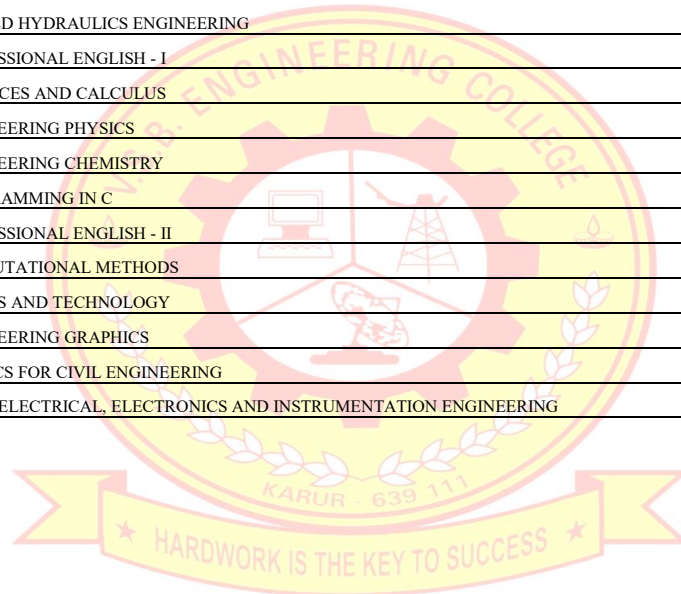 D HYDRAULICS ENGINEERING
SSIONAL ENGLISH - I
CES AND CALCULUS
EERING PHYSICS
EERING CHEMISTRY
AMMING IN C
SSIONAL ENGLISH - II
UTATIONAL METHODS
S AND TECHNOLOGY
EERING GRAPHICS
CS FOR CIVIL ENGINEERING
ELECTRICAL, ELECTRONICS AND INSTRUMENTATION ENGINEERING
V.S.B. ENGINEERING COLLEGE
KARUR - 639 111
HARDWORK IS THE KEY TO SUCCESS